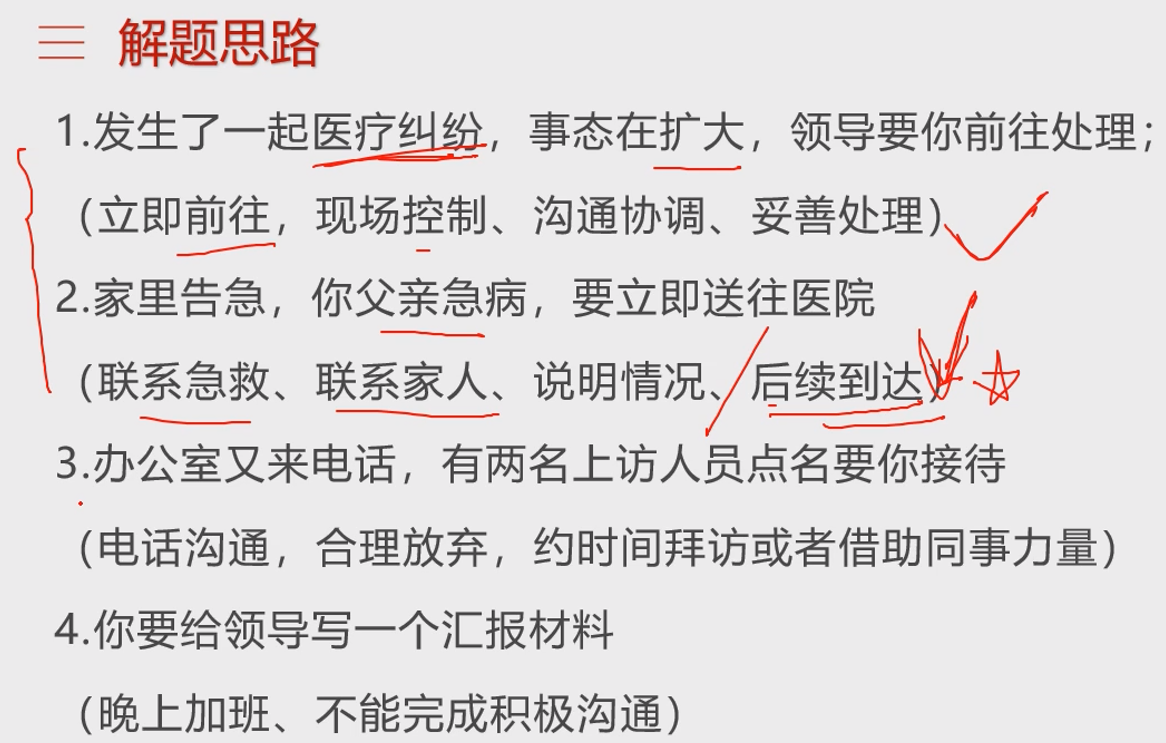 解题思路
1.发生了一起医疗纠纷，事态在扩大，领导要你前往处理；
（立即前往，现场控制、沟通协调、妥善处理）
2.家里告急，你父亲急病，要立即送往医院
（联系急救、联系家人、说明情况、后续到达）
3.办公室又来电话，有两名上访人员点名要你接待
（电话沟通，合理放弃，约时间拜访或者借助同事力量）
4.你要给领导写一个汇报材料
（晚上加班、不能完成积极沟通）